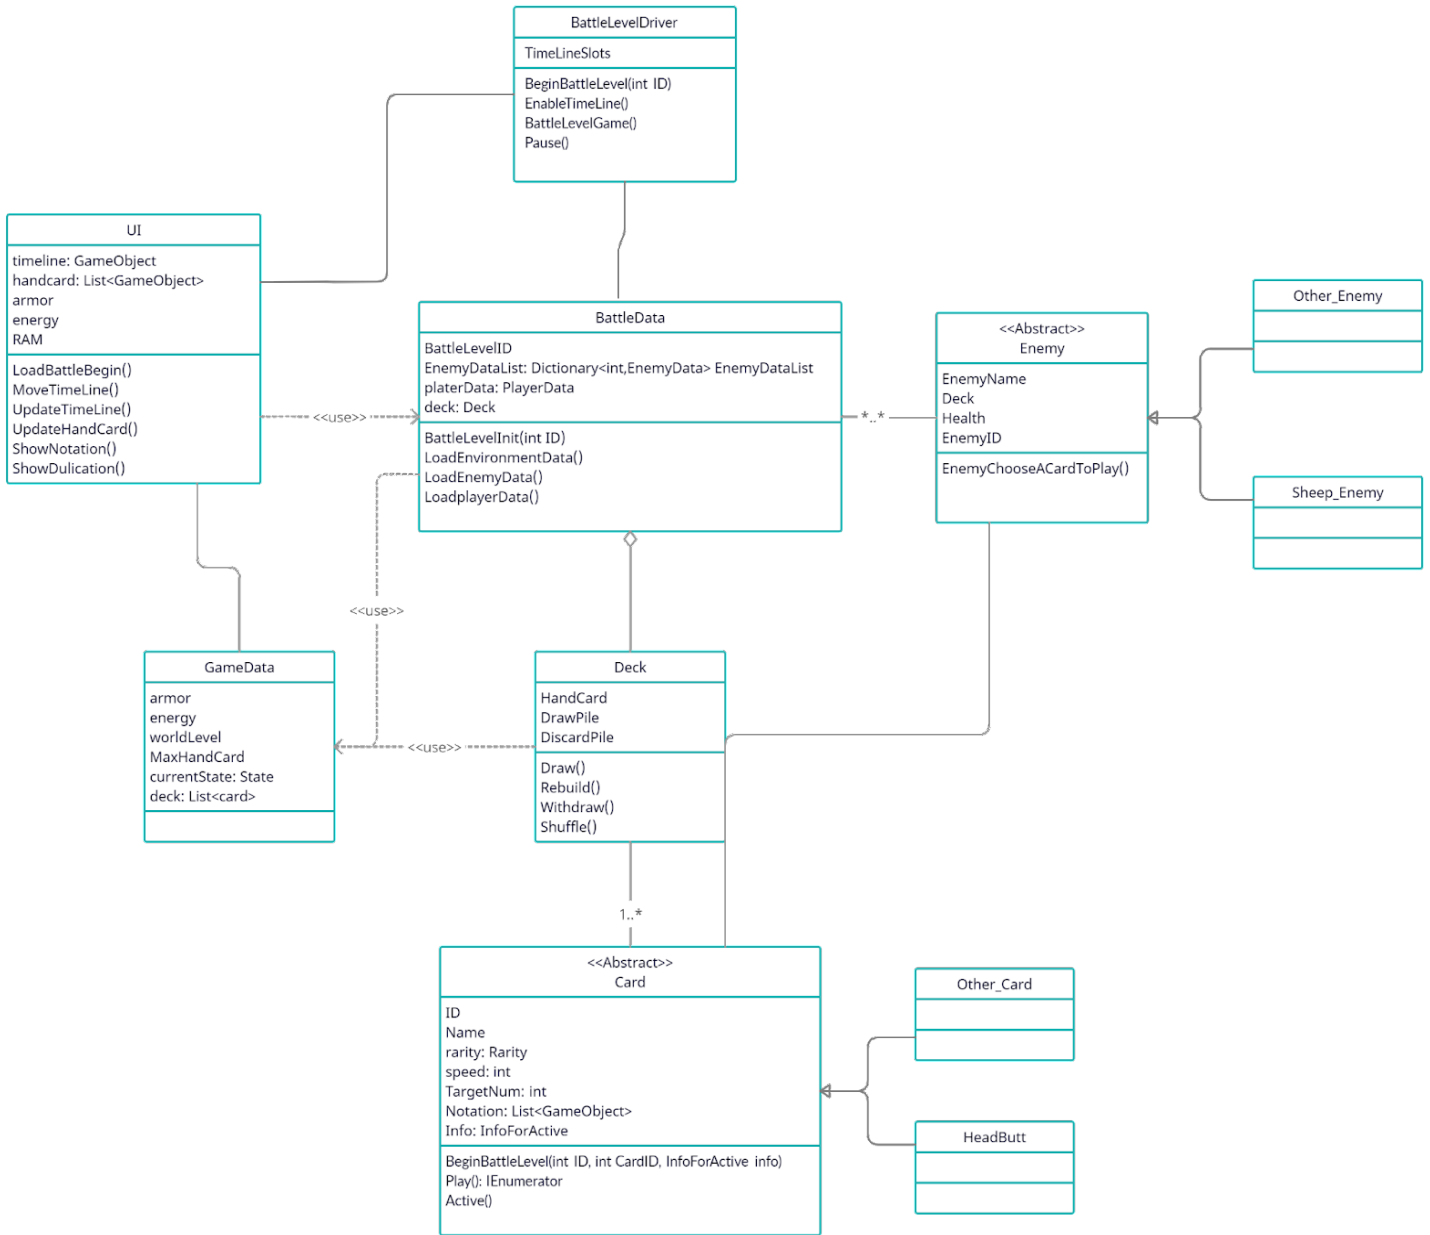 BattleLevelDriver
TimeLineSlots
BeginBattleLevel(int ID)
EnableTimeLine()
BattleLevelGame()
Pause()
UI
timeline: GameObject
handcard: List<GameObject>
armor
energy
RAM
LoadBattleBegin()
MoveTimeLine()
UpdateTimeLine()
UpdateHandCard()
ShowNotation()
ShowDulication()
<<use>>
BattleData
BattleLevelID
EnemyDataList: Dictionary<int,EnemyData> EnemyDataList
platerData: PlayerData
deck: Deck
BattleLevelInit(int ID)
LoadEnvironmentData()
LoadEnemyData()
LoadplayerData()
*..*
<<Abstract>>
Enemy
EnemyName
Deck
Health
EnemyID
EnemyChooseACardToPlay()
Other_Enemy
Sheep_Enemy
<<use>>
GameData
armor
energy
worldLevel
MaxHandCard
currentState: State
deck: List<card>
<<use>>
Deck
HandCard
DrawPile
DiscardPile
Draw()
Rebuild()
Withdraw()
Shuffle()
1..*
<<Abstract>>
Card
ID
Name
rarity: Rarity
speed: int
TargetNum: int
Notation: List<GameObject>
Info: InfoForActive
BeginBattleLevel(int ID, int CardID, InfoForActive info)
Play(): IEnumerator
Active()
Other_Card
HeadButt